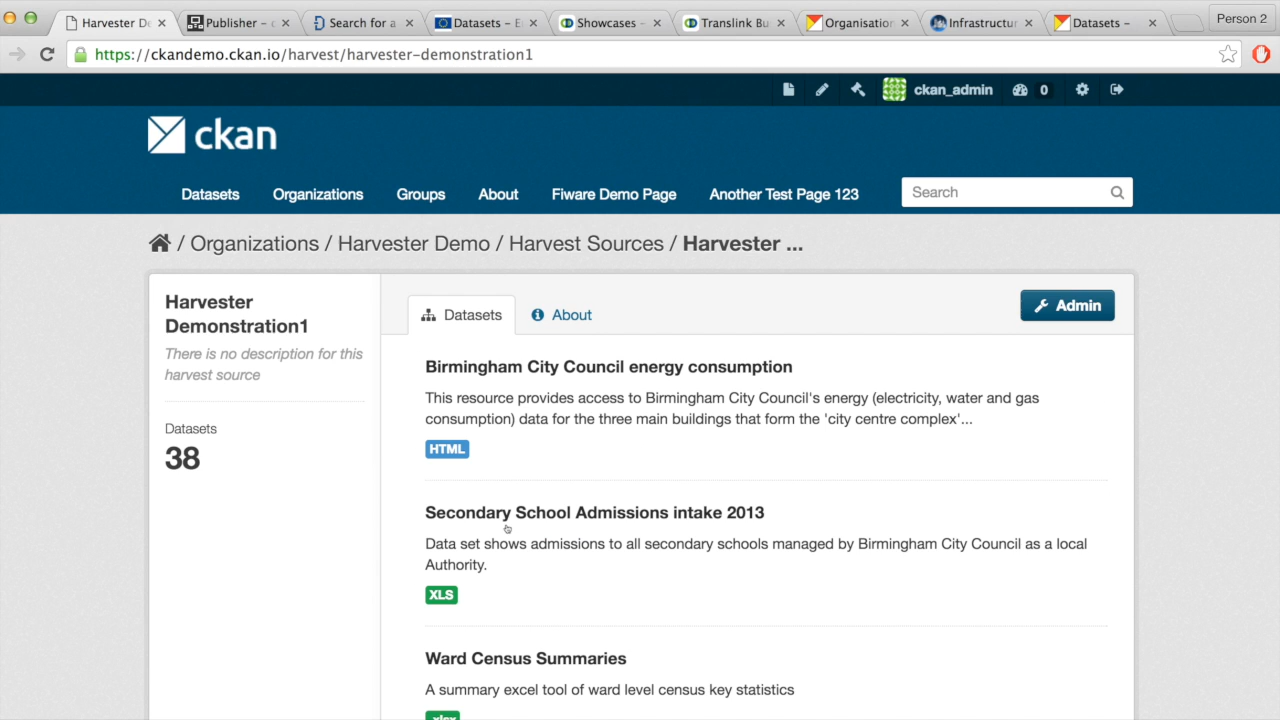 Harvester De
Publisher – c
Search for a
Datasets – E
Showcases –
Translink Bu
Organisation
Infrastructur
Datasets –
Person 2
https://ckandemo.ckan.io/harvest/harvester-demonstration1
ckan_admin 0
ckan
Datasets Organizations Groups About Fiware Demo Page Another Test Page 123 Search
/ Organizations / Harvester Demo / Harvest Sources / Harvester ...
Harvester
Demonstration1
There is no description for this
harvest source
Datasets
38
Datasets
About
Admin
Birmingham City Council energy consumption
This resource provides access to Birmingham City Council's energy (electricity, water and gas
consumption) data for the three main buildings that form the 'city centre complex'...
HTML
Secondary School Admissions intake 2013
Data set shows admissions to all secondary schools managed by Birmingham City Council as a local
Authority.
XLS
Ward Census Summaries
A summary excel tool of ward level census key statistics
xlsx